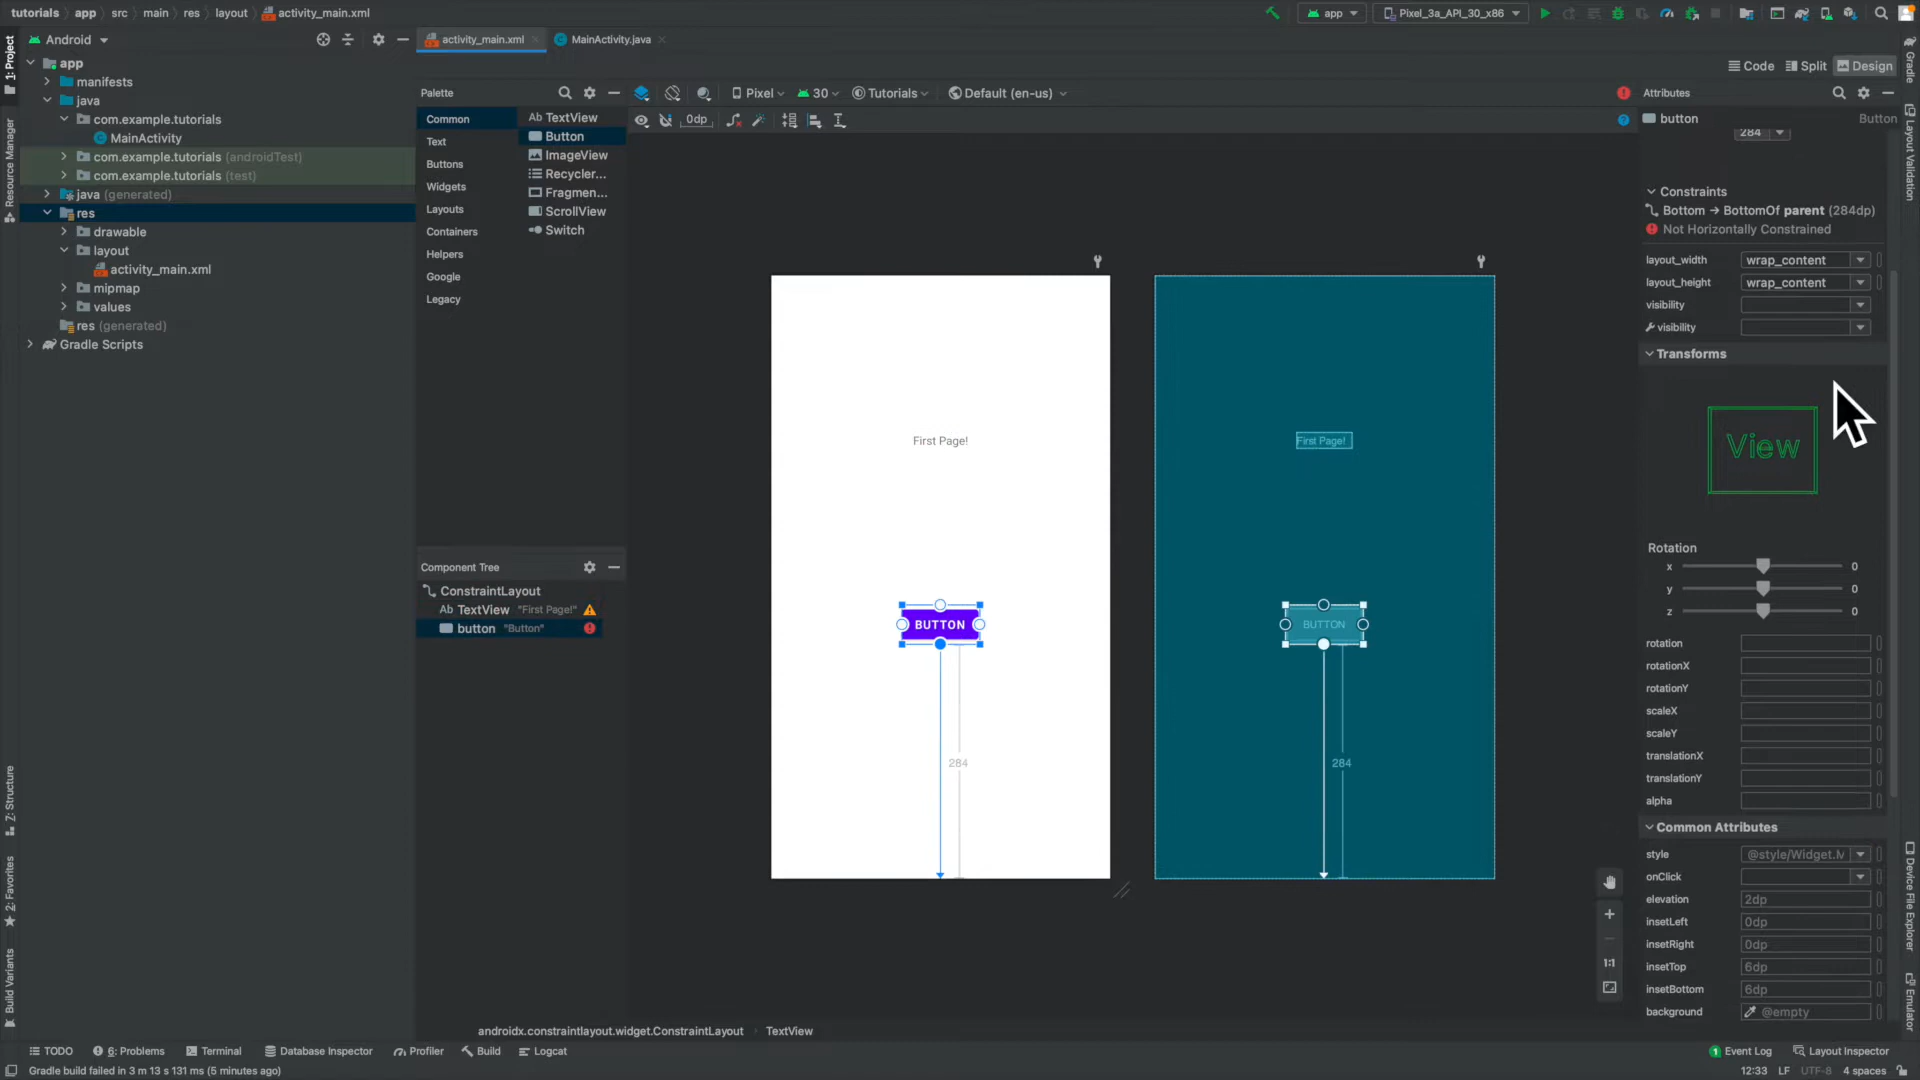 tutorials app src main res layout activity_main.xml
app Pixel_3a_API_30_x86
Android
activity_main.xml MainActivity.java
1: Project
Resource Manager
Z: Structure
2: Favorites
Build Variants
app
manifests
java
com.example.tutorials
MainActivity
com.example.tutorials (androidTest)
com.example.tutorials (test)
java (generated)
res
drawable
layout
activity_main.xml
mipmap
values
res (generated)
Gradle Scripts
Code Split Design
Palette
Common
Text
Buttons
Widgets
Layouts
Containers
Helpers
Google
Legacy
Ab TextView
Button
ImageView
Recycler...
Fragmen...
ScrollView
Switch
Pixel 30 Tutorials Default (en-us)
0dp
Component Tree
ConstraintLayout
Ab TextView "First Page!"
button "Button"
First Page!
BUTTON
284
First Page!
BUTTON
284
1:1
androidx.constraintlayout.widget.ConstraintLayout TextView
Attributes
button Button
284
Constraints
Bottom → BottomOf parent (284dp)
Not Horizontally Constrained
layout_width wrap_content
layout_height wrap_content
visibility
visibility
Transforms
View
Rotation
x 0
y 0
z 0
rotation
rotationX
rotationY
scaleX
scaleY
translationX
translationY
alpha
Common Attributes
style @style/Widget.M
onClick
elevation 2dp
insetLeft 0dp
insetRight 0dp
insetTop 6dp
insetBottom 6dp
background @empty
Gradle
Layout Validation
Device File Explorer
Emulator
TODO 6: Problems Terminal Database Inspector Profiler Build Logcat
1 Event Log Layout Inspector
Gradle build failed in 3 m 13 s 131 ms (5 minutes ago)
12:33 LF UTF-8 4 spaces